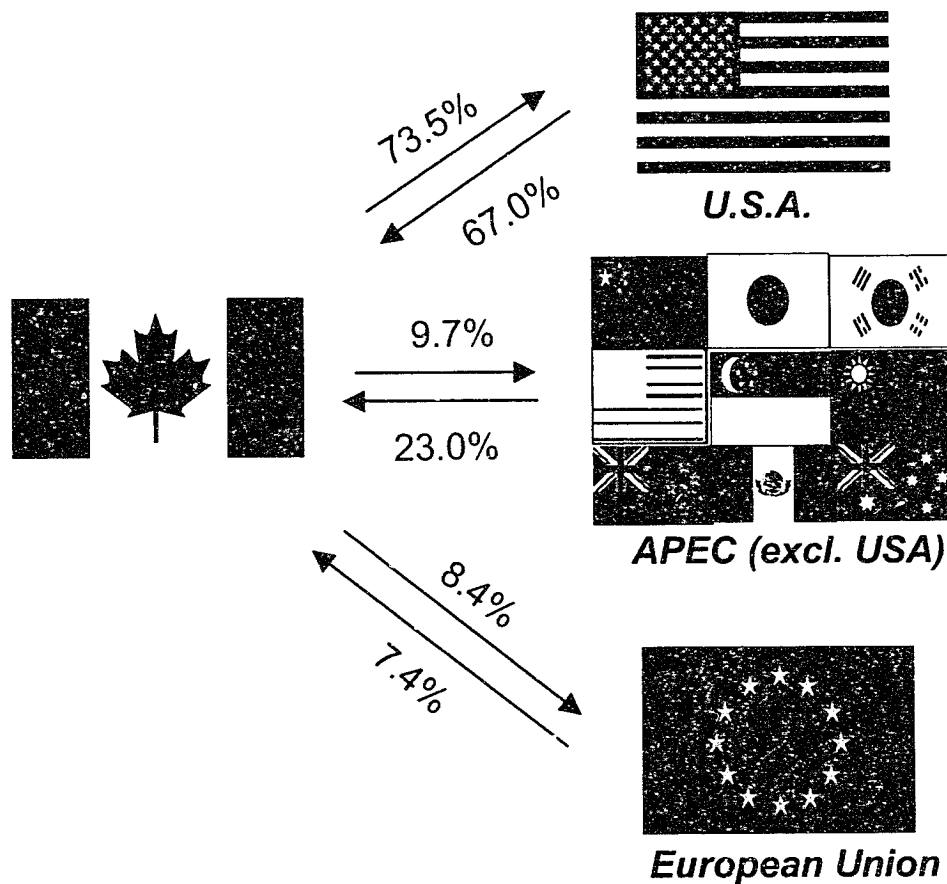 73.5%
67.0%
U.S.A.
9.7%
23.0%
APEC (excl. USA)
8.4%
7.4%
European Union